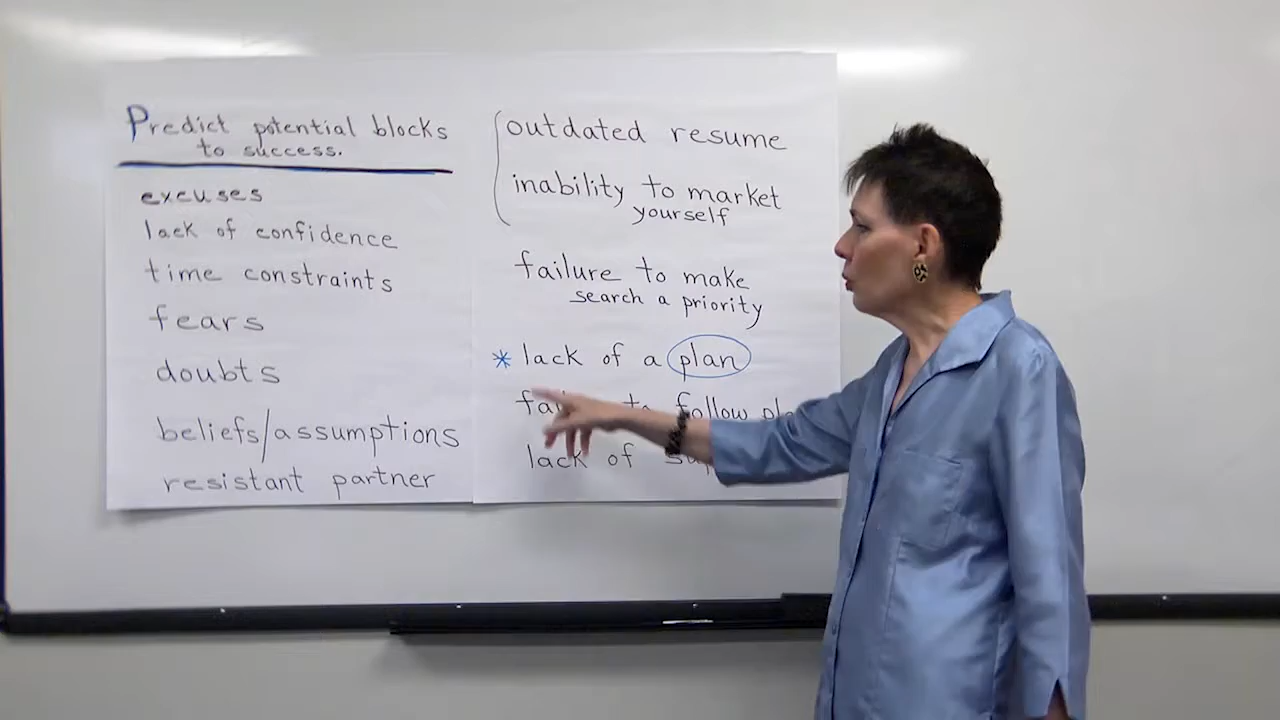 Predict potential blocks
to success.
excuses
lack of confidence
time constraints
fears
doubts
beliefs/assumptions
resistant partner
outdated resume
inability to market
yourself
failure to make
search a priority
* lack of a plan
to follow
lack of